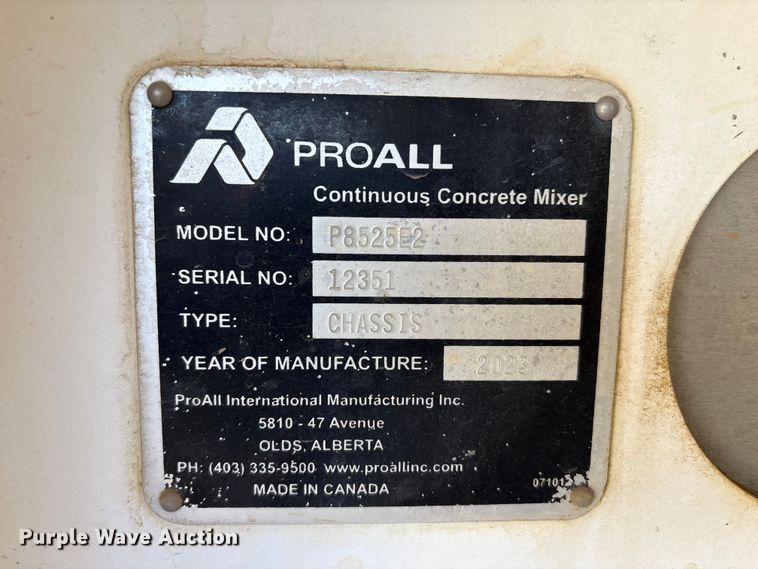 PROALL
Continuous Concrete Mixer
MODEL NO: P8525E2
SERIAL NO: 12351
TYPE: CHASSIS
YEAR OF MANUFACTURE: 2023
ProAll International Manufacturing Inc.
5810 - 47 Avenue
OLDS, ALBERTA
PH: (403) 335-9500 www.proallinc.com
MADE IN CANADA
Purple Wave Auction